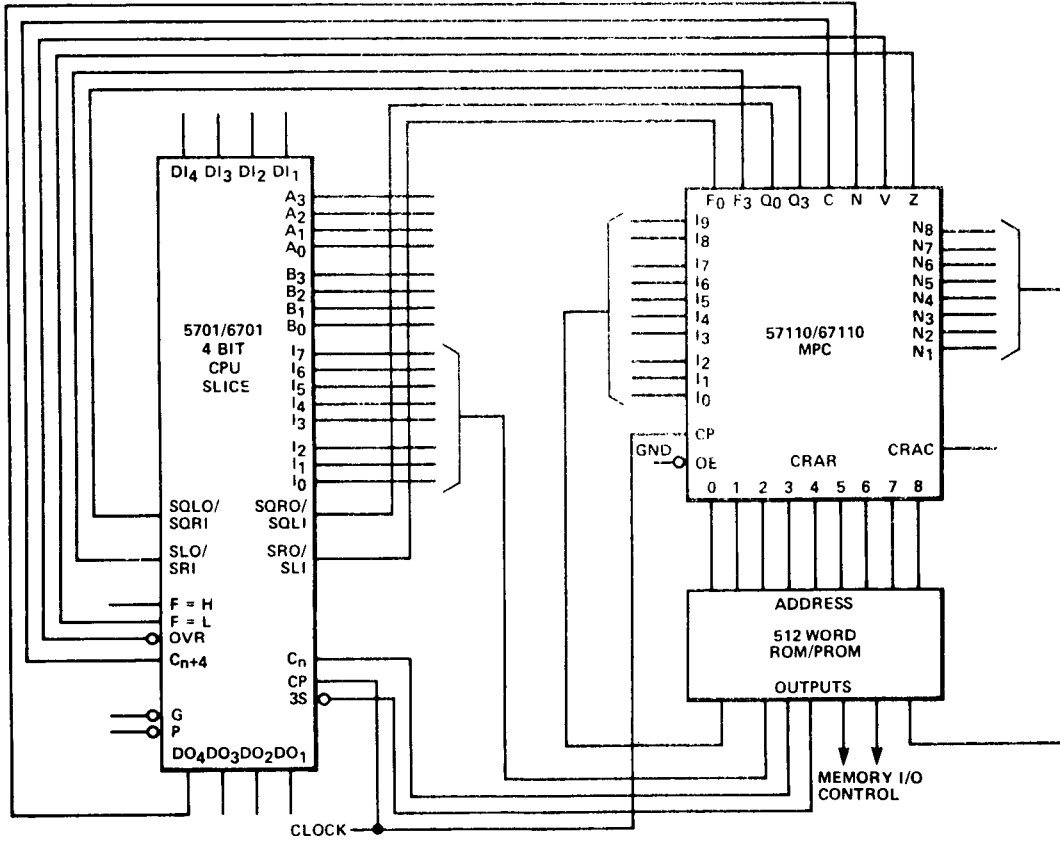 DI4 DI3 DI2 DI1
A3
A2
A1
A0
B3
B2
B1
B0
5701/6701
4 BIT
CPU
SLICE
I7
I6
I5
I4
I3
I2
I1
I0
SQLO/
SQRI
SQRO/
SQLI
SLO/
SRI
SRO/
SLI
F = H
F = L
OVR
Cn+4
Cn
CP
3S
G
P
DO4 DO3 DO2 DO1
CLOCK
F0 F3 Q0 Q3 C N V Z
I9
I8
I7
I6
I5
I4
I3
I2
I1
I0
N8
N7
N6
N5
N4
N3
N2
N1
57110/67110
MPC
CP
GND
OE
CRAR
CRAC
0 1 2 3 4 5 6 7 8
ADDRESS
512 WORD
ROM/PROM
OUTPUTS
MEMORY I/O
CONTROL